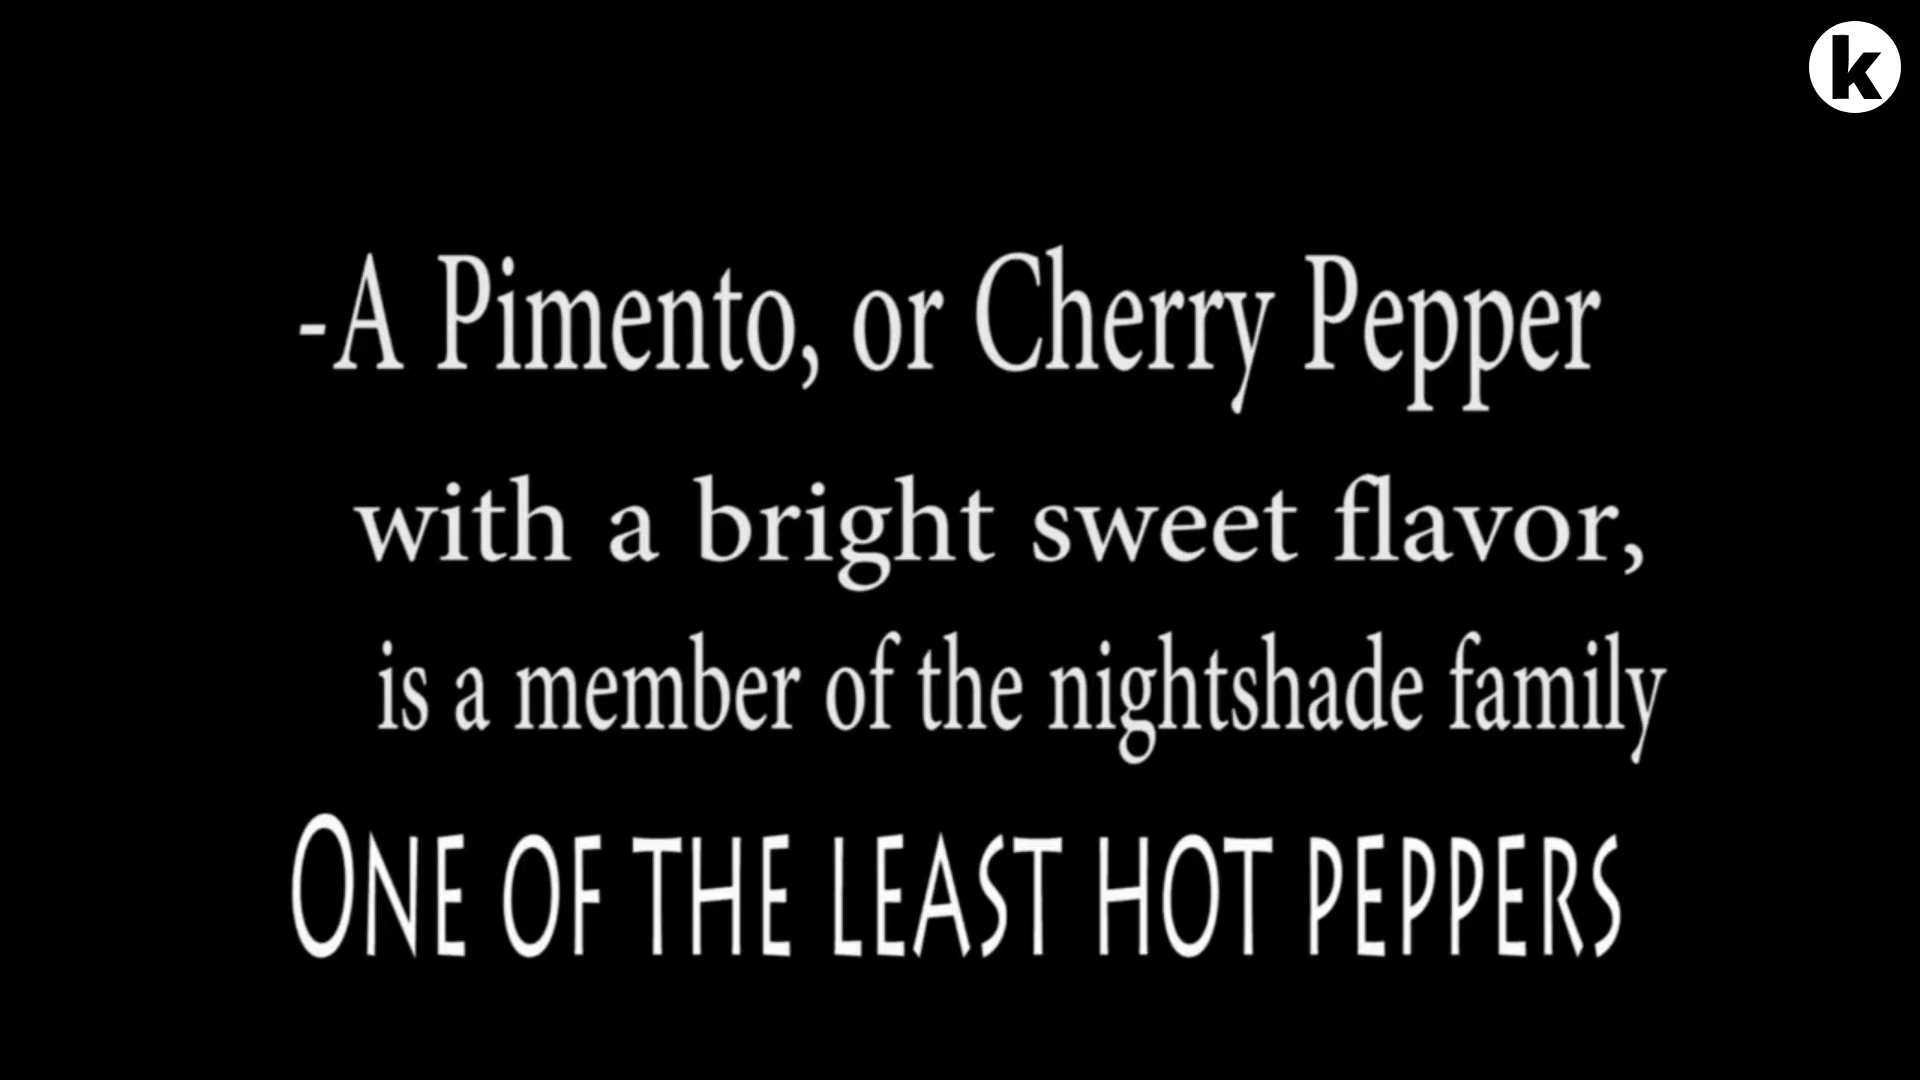 k
-A Pimento, or Cherry Pepper
with a bright sweet flavor,
is a member of the nightshade family
ONE OF THE LEAST HOT PEPPERS